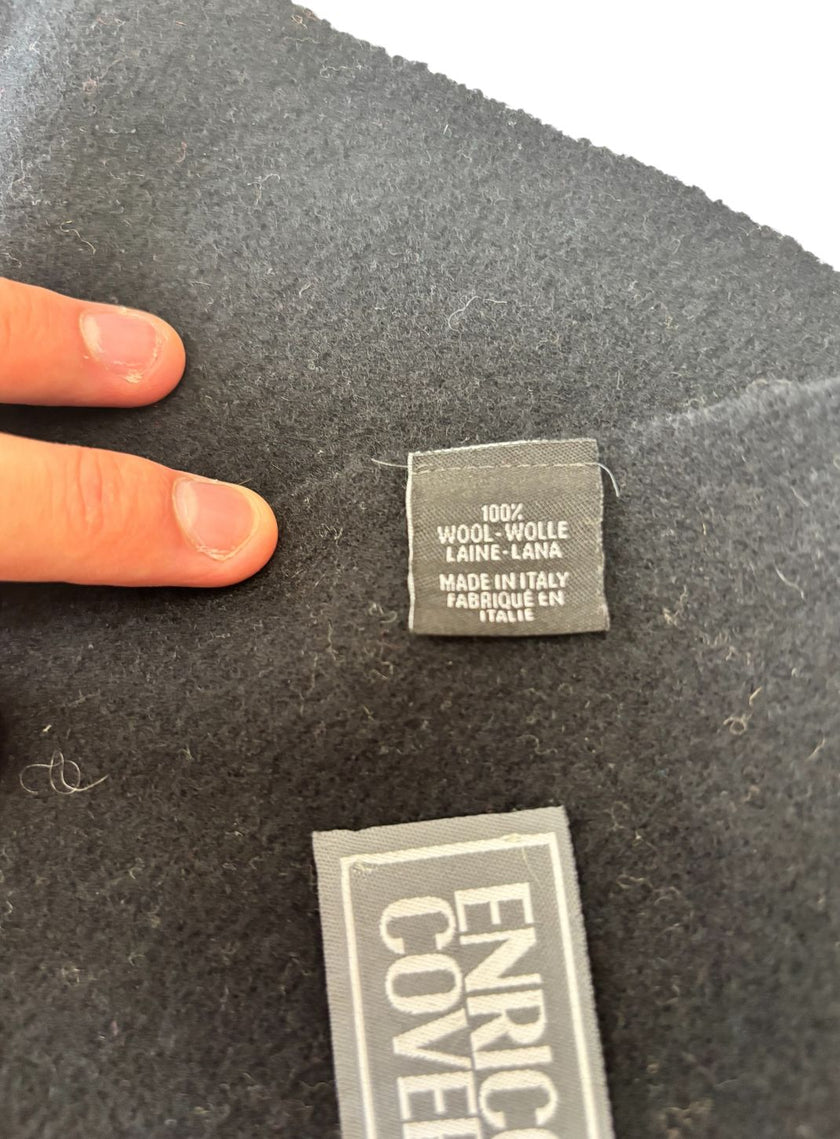 100%
WOOL-WOLLE
LAINE-LANA
MADE IN ITALY
FABRIQUÉ EN
ITALIE
ENRICO
COVER